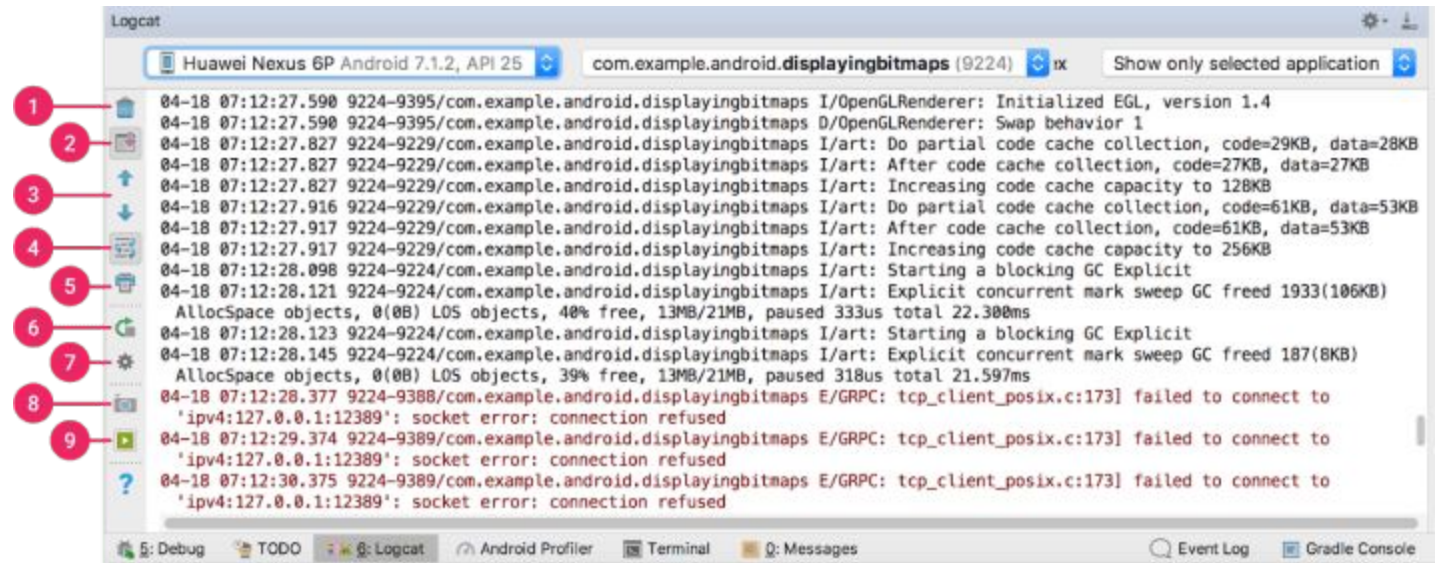 Logcat
Huawei Nexus 6P Android 7.1.2, API 25
com.example.android.displayingbitmaps (9224)
Show only selected application
1
2
3
4
5
6
7
8
9
04-18 07:12:27.590 9224-9395/com.example.android.displayingbitmaps I/OpenGLRenderer: Initialized EGL, version 1.4
04-18 07:12:27.590 9224-9395/com.example.android.displayingbitmaps D/OpenGLRenderer: Swap behavior 1
04-18 07:12:27.827 9224-9229/com.example.android.displayingbitmaps I/art: Do partial code cache collection, code=29KB, data=28KB
04-18 07:12:27.827 9224-9229/com.example.android.displayingbitmaps I/art: After code cache collection, code=27KB, data=27KB
04-18 07:12:27.827 9224-9229/com.example.android.displayingbitmaps I/art: Increasing code cache capacity to 128KB
04-18 07:12:27.916 9224-9229/com.example.android.displayingbitmaps I/art: Do partial code cache collection, code=61KB, data=53KB
04-18 07:12:27.917 9224-9229/com.example.android.displayingbitmaps I/art: After code cache collection, code=61KB, data=53KB
04-18 07:12:27.917 9224-9229/com.example.android.displayingbitmaps I/art: Increasing code cache capacity to 256KB
04-18 07:12:28.098 9224-9224/com.example.android.displayingbitmaps I/art: Starting a blocking GC Explicit
04-18 07:12:28.121 9224-9224/com.example.android.displayingbitmaps I/art: Explicit concurrent mark sweep GC freed 1933(106KB)
AllocSpace objects, 0(0B) LOS objects, 40% free, 13MB/21MB, paused 333us total 22.300ms
04-18 07:12:28.123 9224-9224/com.example.android.displayingbitmaps I/art: Starting a blocking GC Explicit
04-18 07:12:28.145 9224-9224/com.example.android.displayingbitmaps I/art: Explicit concurrent mark sweep GC freed 187(8KB)
AllocSpace objects, 0(0B) LOS objects, 39% free, 13MB/21MB, paused 318us total 21.597ms
04-18 07:12:28.377 9224-9388/com.example.android.displayingbitmaps E/GRPC: tcp_client_posix.c:173] failed to connect to
'ipv4:127.0.0.1:12389': socket error: connection refused
04-18 07:12:29.374 9224-9389/com.example.android.displayingbitmaps E/GRPC: tcp_client_posix.c:173] failed to connect to
'ipv4:127.0.0.1:12389': socket error: connection refused
04-18 07:12:30.375 9224-9389/com.example.android.displayingbitmaps E/GRPC: tcp_client_posix.c:173] failed to connect to
'ipv4:127.0.0.1:12389': socket error: connection refused
?
5: Debug
TODO
6: Logcat
Android Profiler
Terminal
0: Messages
Event Log
Gradle Console